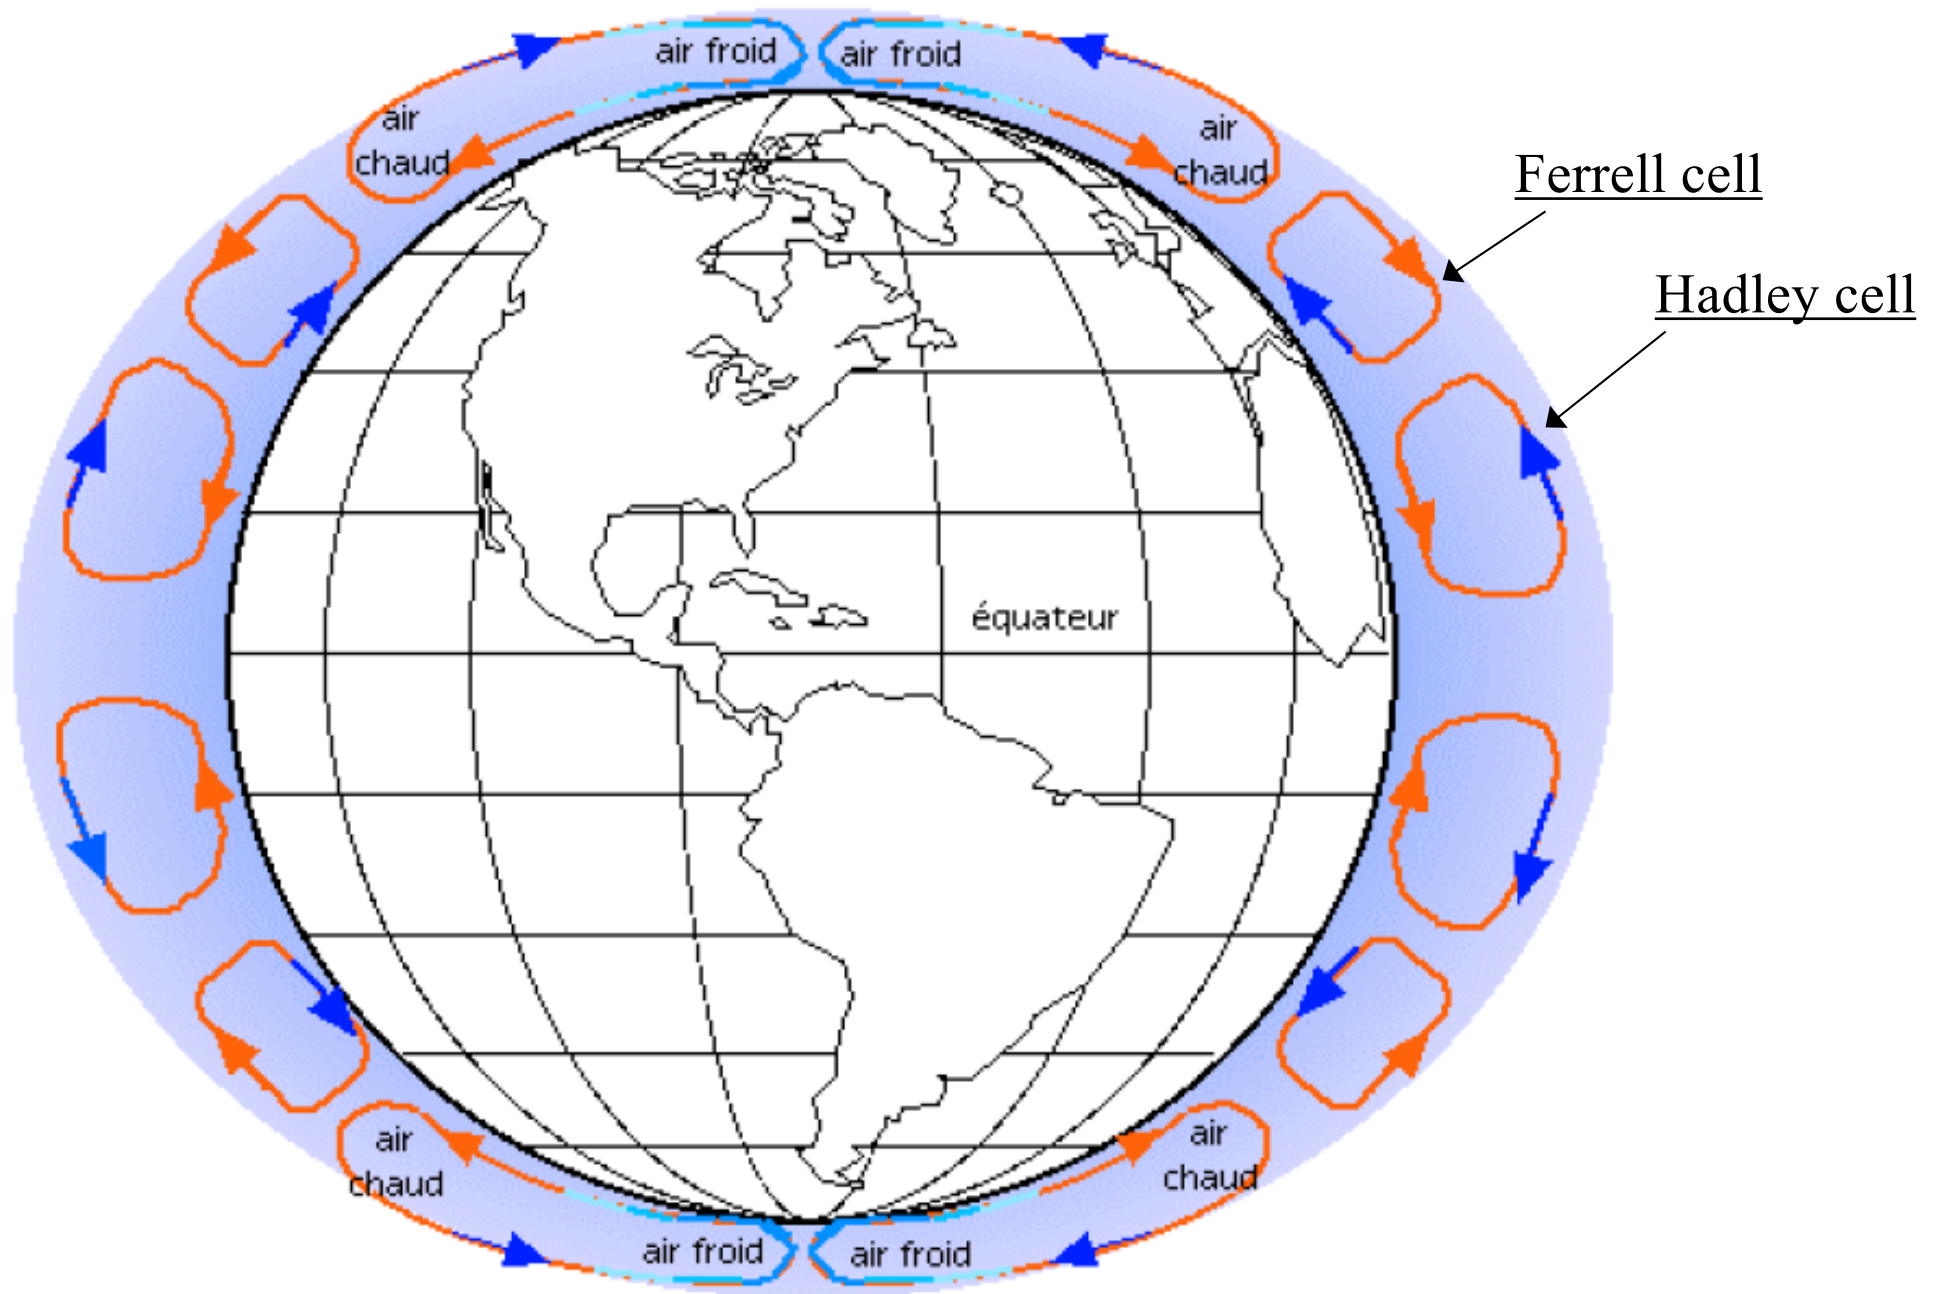 air froid
air froid
air
chaud
air
chaud
Ferrell cell
Hadley cell
équateur
air
chaud
air
chaud
air froid
air froid